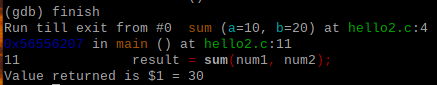 (gdb) finish
Run till exit from #0  sum (a=10, b=20) at hello2.c:4
0x56556207 in main () at hello2.c:11
11              result = sum(num1, num2);
Value returned is $1 = 30